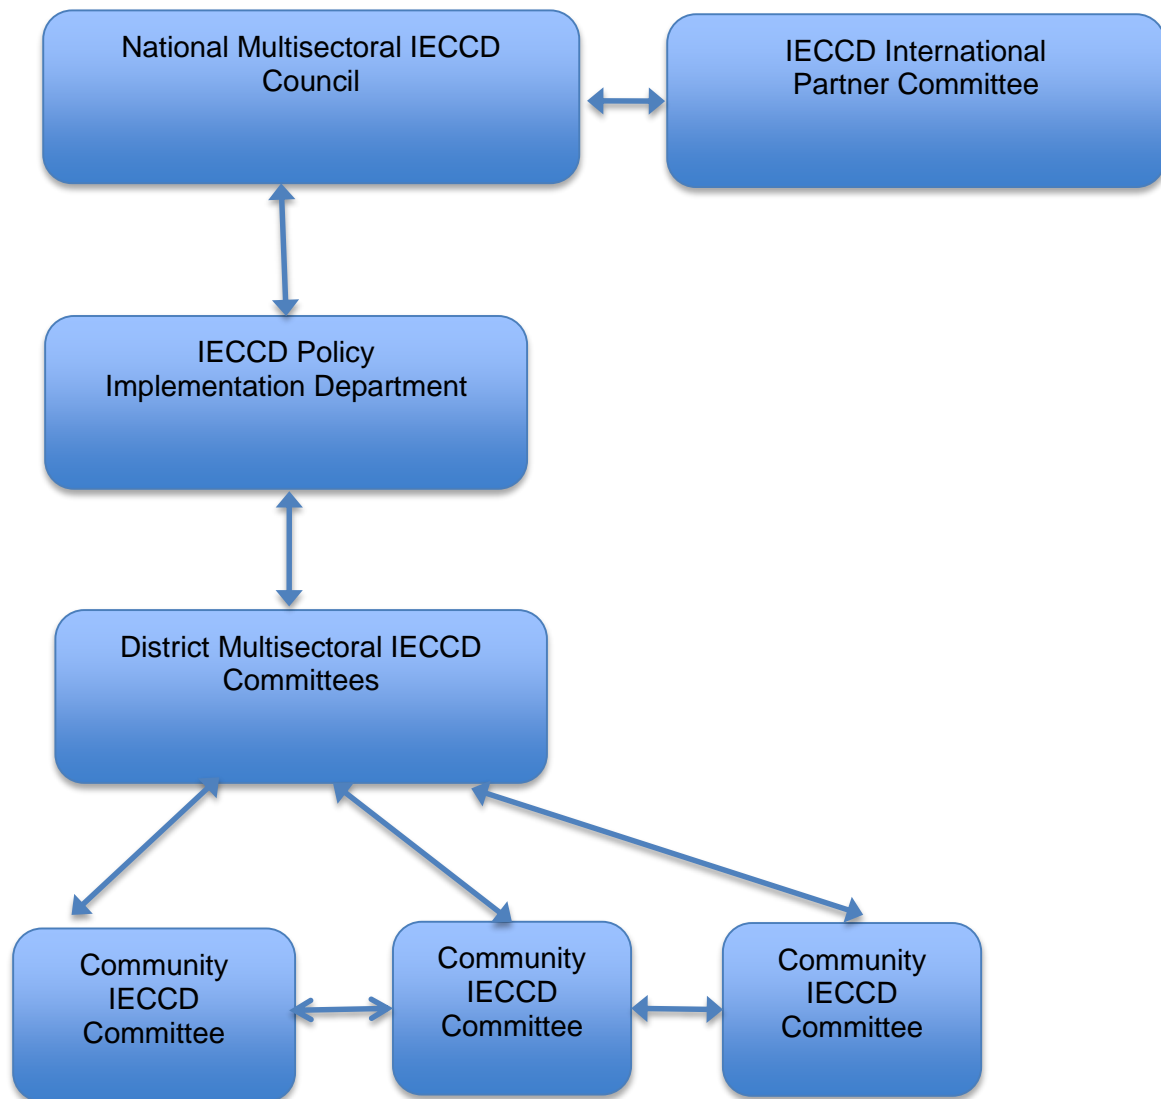 National Multisectoral IECCD
Council
IECCD International
Partner Committee
IECCD Policy
Implementation Department
District Multisectoral IECCD
Committees
Community
IECCD
Committee
Community
IECCD
Committee
Community
IECCD
Committee